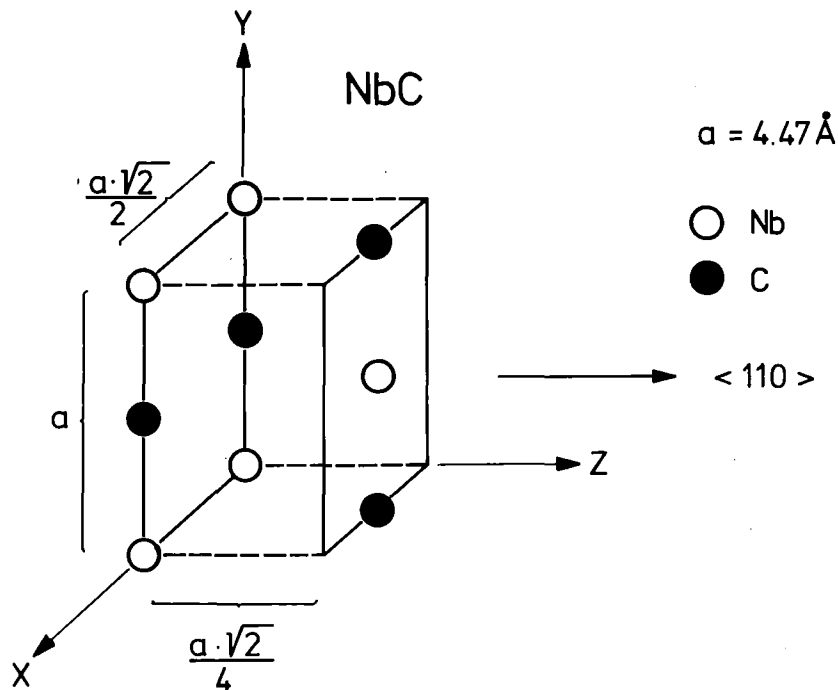 Y
NbC
a = 4.47 Å
a·√2
2
Nb
C
< 110 >
a
Z
X
a·√2
4